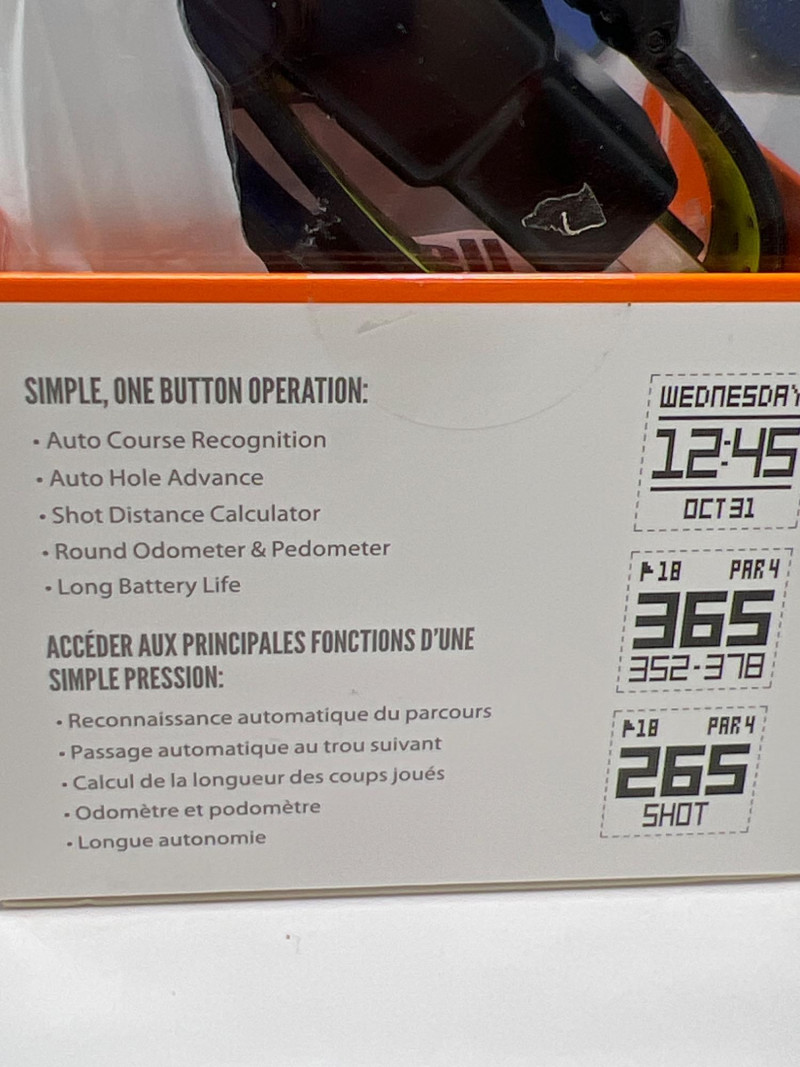 SIMPLE, ONE BUTTON OPERATION:
• Auto Course Recognition
• Auto Hole Advance
• Shot Distance Calculator
• Round Odometer & Pedometer
• Long Battery Life
ACCÉDER AUX PRINCIPALES FONCTIONS D'UNE
SIMPLE PRESSION:
• Reconnaissance automatique du parcours
• Passage automatique au trou suivant
• Calcul de la longueur des coups joués
• Odomètre et podomètre
• Longue autonomie
WEDNESDAY
12:45
OCT 31
18 PAR 4
365
352-378
18 PAR 4
265
SHOT